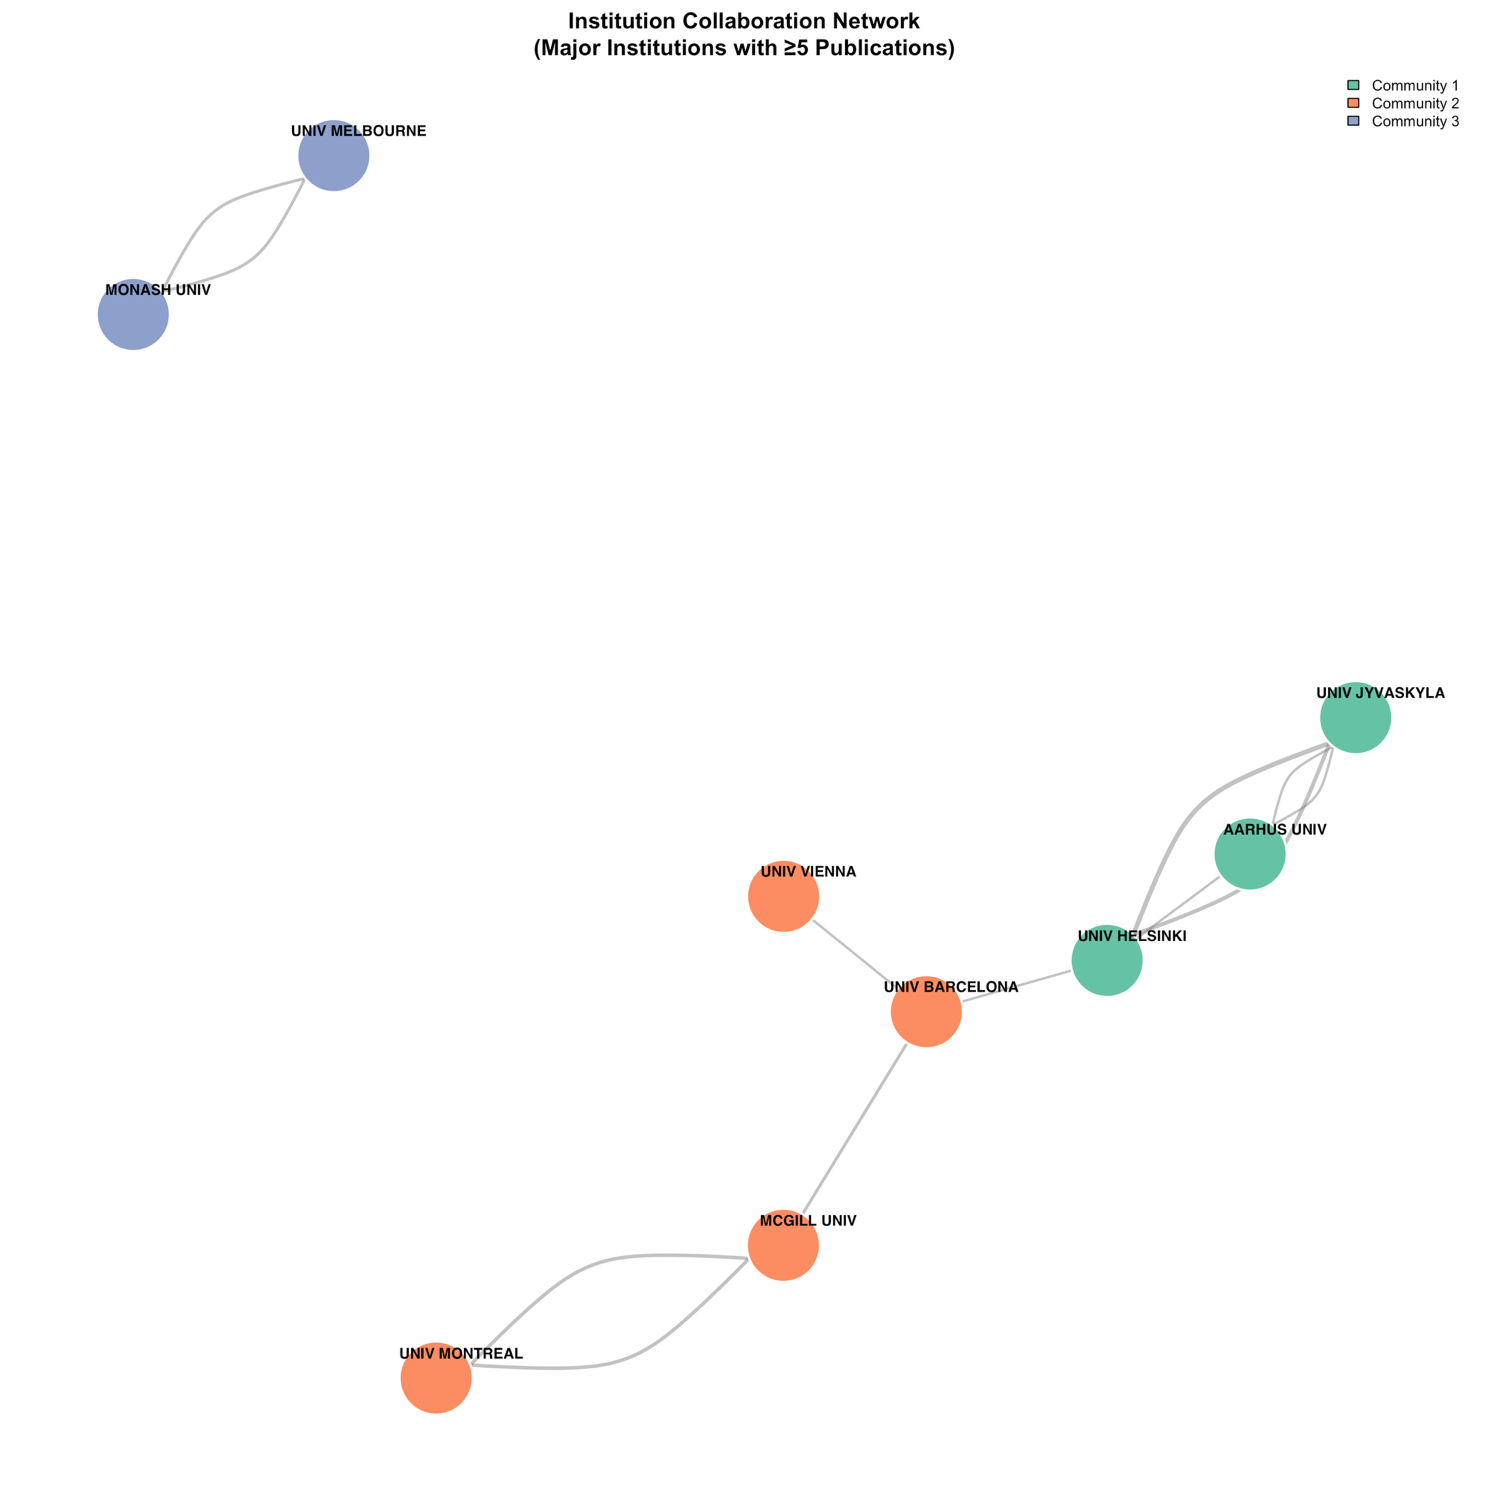 Institution Collaboration Network
(Major Institutions with ≥5 Publications)
Community 1
Community 2
Community 3
UNIV MELBOURNE
MONASH UNIV
UNIV JYVASKYLA
AARHUS UNIV
UNIV VIENNA
UNIV HELSINKI
UNIV BARCELONA
MCGILL UNIV
UNIV MONTREAL